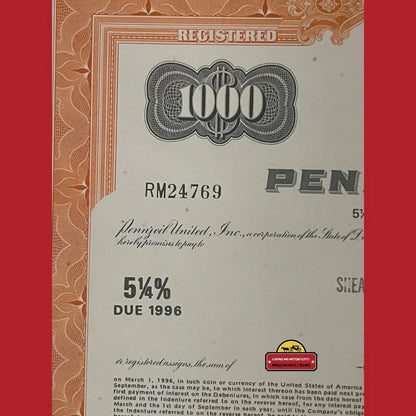 REGISTERED
1000
RM24769
PEN
5¼
Pennzoil United, Inc., a corporation of the State of D
hereby promises to pay to
5¼%
SHEA
DUE 1996
or registered assigns, the sum of
on March 1, 1996, in such coin or currency of the United States of America
September, as the case may be, to which interest thereon has been paid next pre
first payment of interest on the Debentures, in which case from the date hereof
defined in the Indenture referred to on the reverse hereof, for any interest paya
March and the 1st day of September in each year, until the Company's obliga
the Indenture referred to on the reverse hereof, be